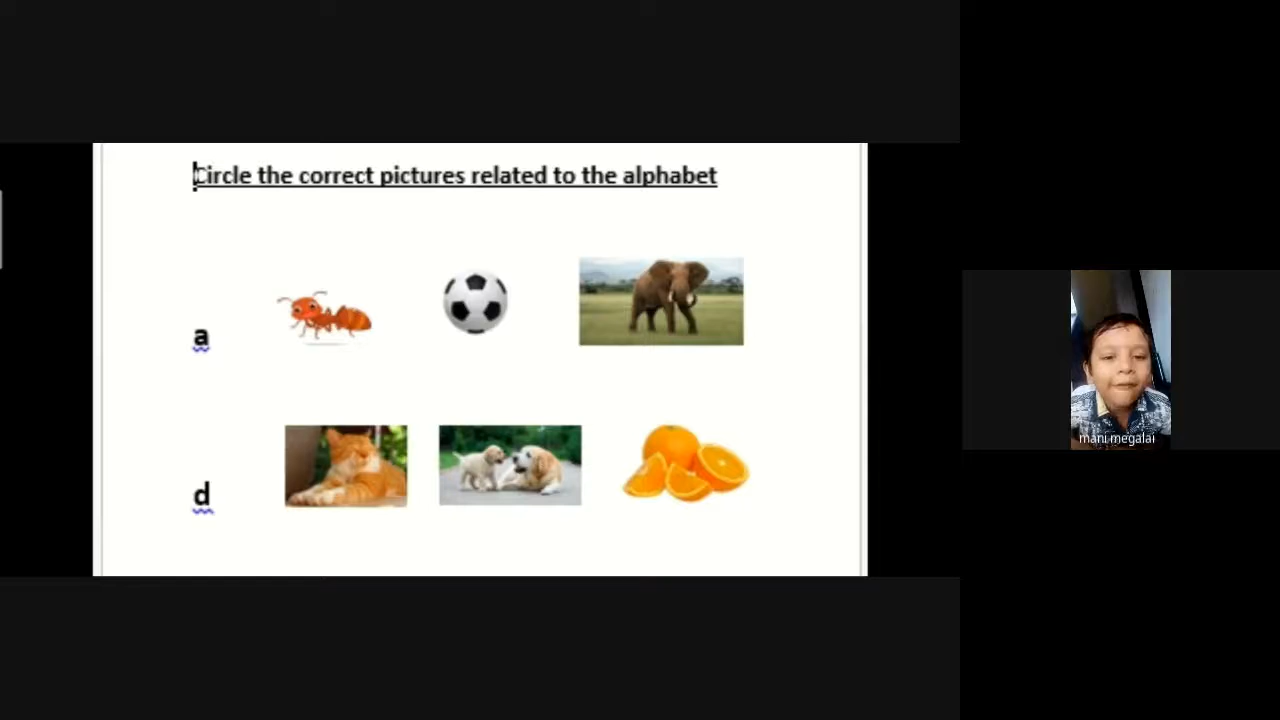 Circle the correct pictures related to the alphabet
a
d
mani megalai